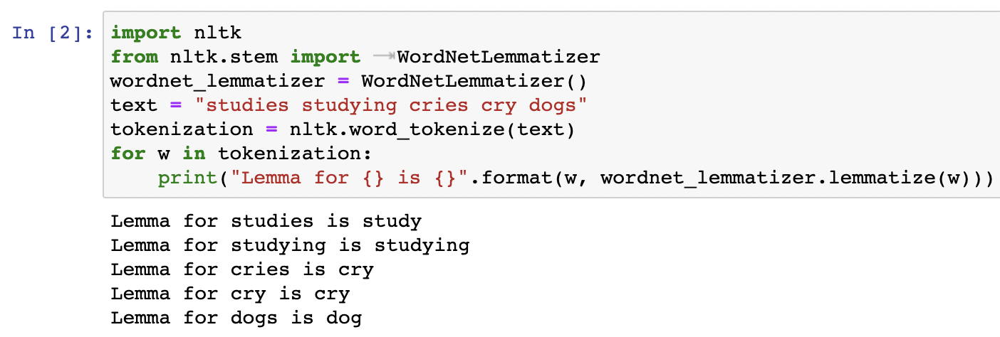 In [2]:
import nltk
from nltk.stem import WordNetLemmatizer
wordnet_lemmatizer = WordNetLemmatizer()
text = "studies studying cries cry dogs"
tokenization = nltk.word_tokenize(text)
for w in tokenization:
    print("Lemma for {} is {}".format(w, wordnet_lemmatizer.lemmatize(w)))
Lemma for studies is study
Lemma for studying is studying
Lemma for cries is cry
Lemma for cry is cry
Lemma for dogs is dog